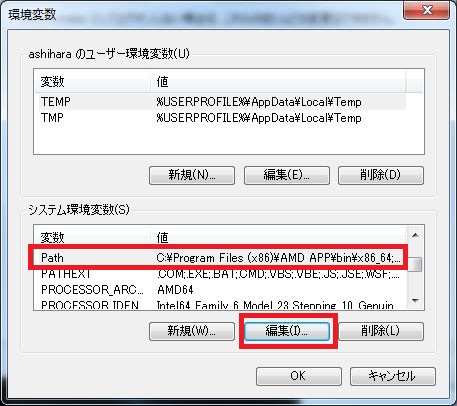 環境変数
ashihara のユーザー環境変数(U)
変数 値
TEMP %USERPROFILE%¥AppData¥Local¥Temp
TMP %USERPROFILE%¥AppData¥Local¥Temp
新規(N)... 編集(E)... 削除(D)
システム環境変数(S)
変数 値
Path C:¥Program Files (x86)¥AMD APP¥bin¥x86_64;...
PATHEXT .COM;.EXE;.BAT;.CMD;.VBS;.VBE;.JS;.JSE;.WSF;...
PROCESSOR_ARC... AMD64
PROCESSOR_IDEN... Intel64 Family 6 Model 23 Stepping 10 Genuin...
新規(W)... 編集(I)... 削除(L)
OK キャンセル